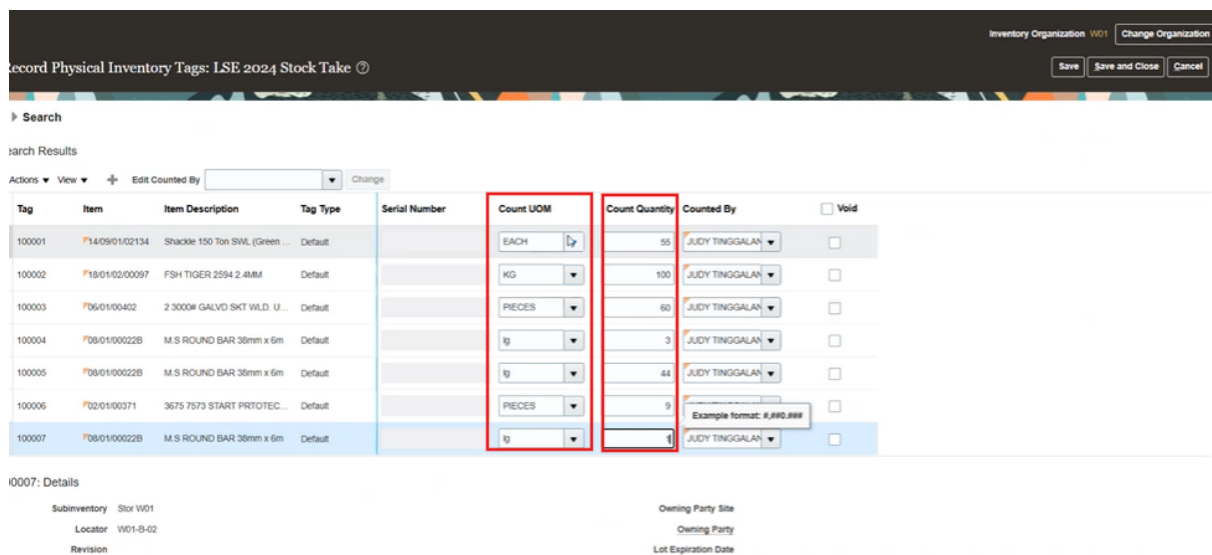 Inventory Organization W01 Change Organization
Record Physical Inventory Tags: LSE 2024 Stock Take
Save Save and Close Cancel
Search
earch Results
Actions View Edit Counted By Change
Tag Item Item Description Tag Type Serial Number Count UOM Count Quantity Counted By Void
100001 14/09/01/02134 Shackle 150 Ton SWL (Green ... Default EACH 55 JUDY TINGGALAN
100002 18/01/02/00097 FSH TIGER 2594 2.4MM Default KG 100 JUDY TINGGALAN
100003 06/01/00402 2 3000# GALVD SKT WLD. U... Default PIECES 60 JUDY TINGGALAN
100004 08/01/00022B M.S ROUND BAR 38mm x 6m Default lg 3 JUDY TINGGALAN
100005 08/01/00022B M.S ROUND BAR 38mm x 6m Default lg 44 JUDY TINGGALAN
100006 02/01/00371 3675 7573 START PRTOTEC... Default PIECES 9
Example format: #,##0.###
100007 08/01/00022B M.S ROUND BAR 38mm x 6m Default lg 1 JUDY TINGGALAN
00007: Details
Subinventory Stor W01 Owning Party Site
Locator W01-B-02 Owning Party
Revision Lot Expiration Date